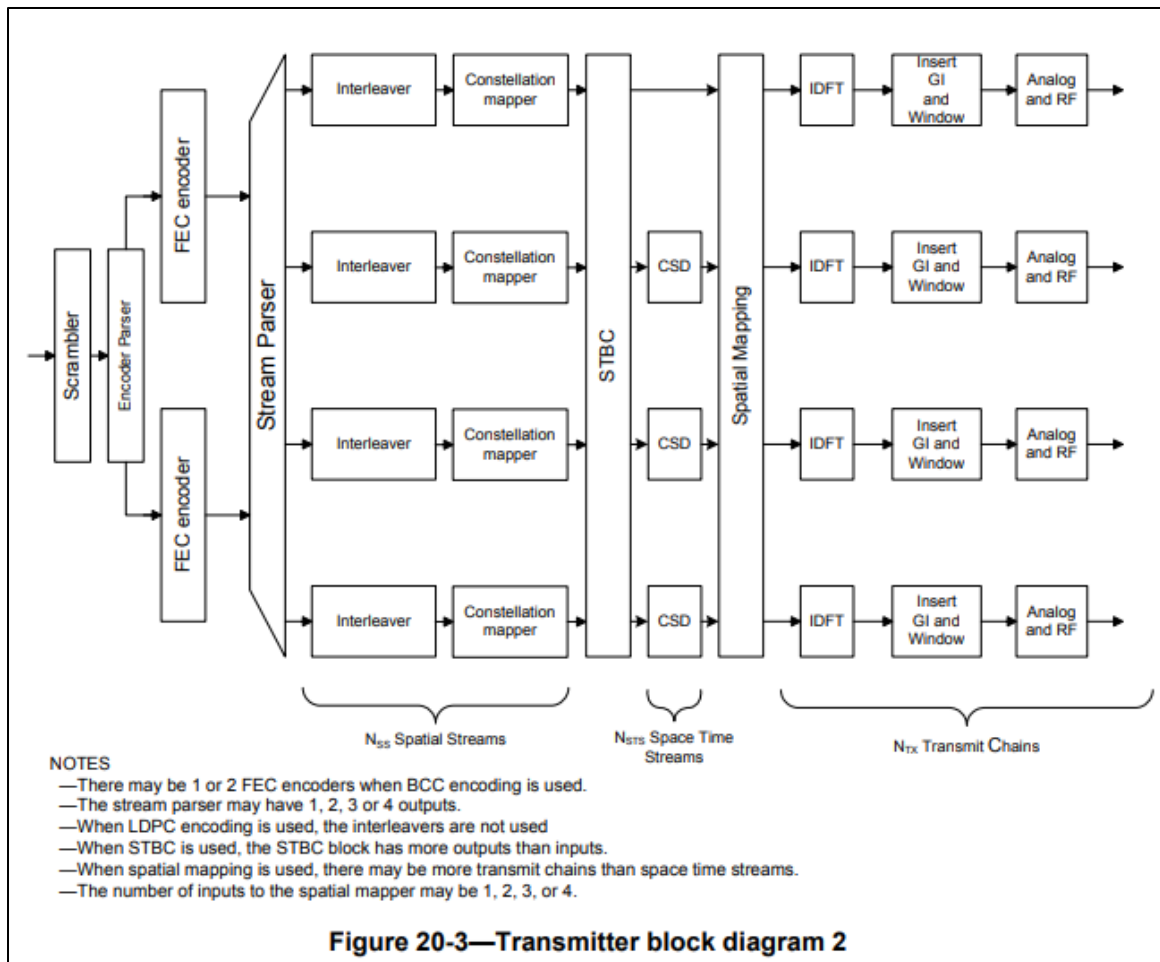 Scrambler
Encoder Parser
FEC encoder
FEC encoder
Stream Parser
Interleaver
Constellation
mapper
Interleaver
Constellation
mapper
Interleaver
Constellation
mapper
Interleaver
Constellation
mapper
STBC
CSD
CSD
CSD
Spatial Mapping
IDFT
Insert
GI
and
Window
Analog
and RF
IDFT
Insert
GI and
Window
Analog
and RF
IDFT
Insert
GI and
Window
Analog
and RF
IDFT
Insert
GI and
Window
Analog
and RF
NSS Spatial Streams
NSTS Space Time
Streams
NTX Transmit Chains
NOTES
—There may be 1 or 2 FEC encoders when BCC encoding is used.
—The stream parser may have 1, 2, 3 or 4 outputs.
—When LDPC encoding is used, the interleavers are not used
—When STBC is used, the STBC block has more outputs than inputs.
—When spatial mapping is used, there may be more transmit chains than space time streams.
—The number of inputs to the spatial mapper may be 1, 2, 3, or 4.
Figure 20-3—Transmitter block diagram 2